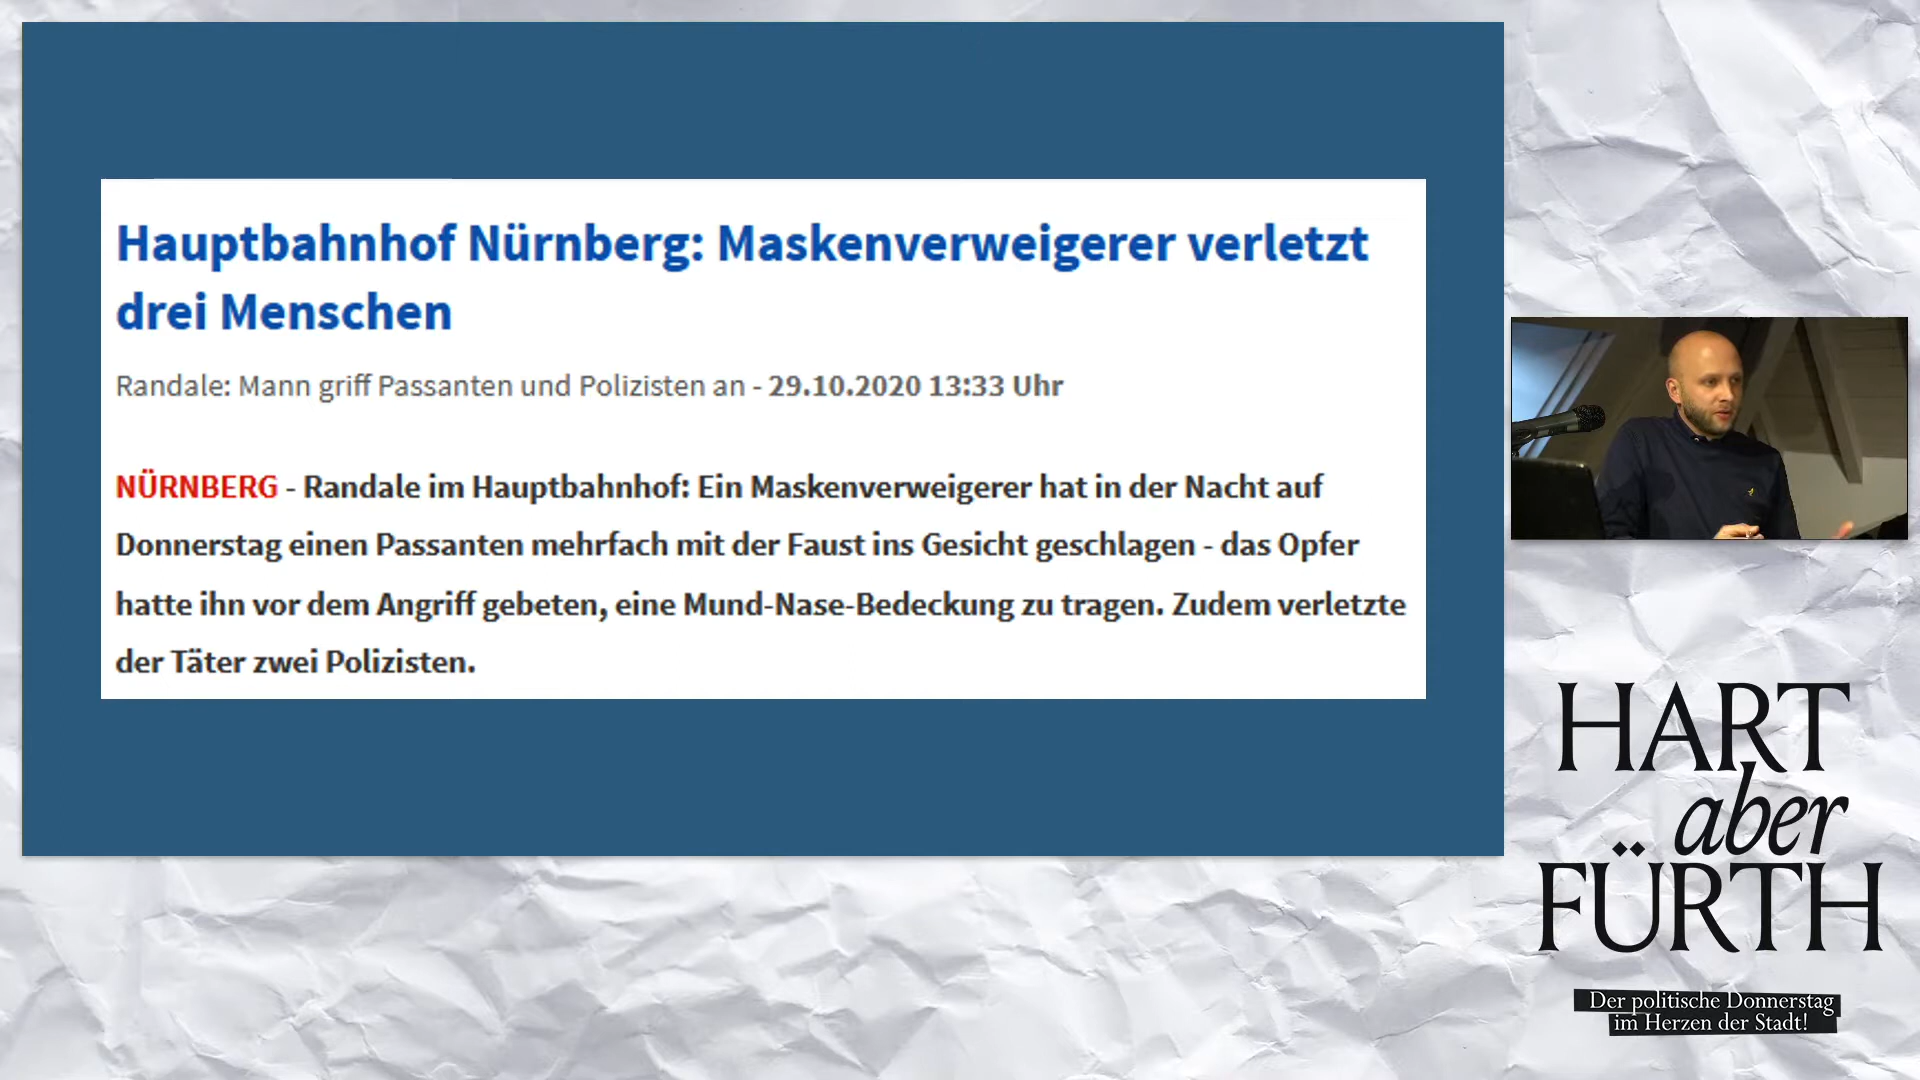 Hauptbahnhof Nürnberg: Maskenverweigerer verletzt
drei Menschen
Randale: Mann griff Passanten und Polizisten an - 29.10.2020 13:33 Uhr
NÜRNBERG - Randale im Hauptbahnhof: Ein Maskenverweigerer hat in der Nacht auf
Donnerstag einen Passanten mehrfach mit der Faust ins Gesicht geschlagen - das Opfer
hatte ihn vor dem Angriff gebeten, eine Mund-Nase-Bedeckung zu tragen. Zudem verletzte
der Täter zwei Polizisten.
HART
aber
FÜRTH
Der politische Donnerstag
im Herzen der Stadt!